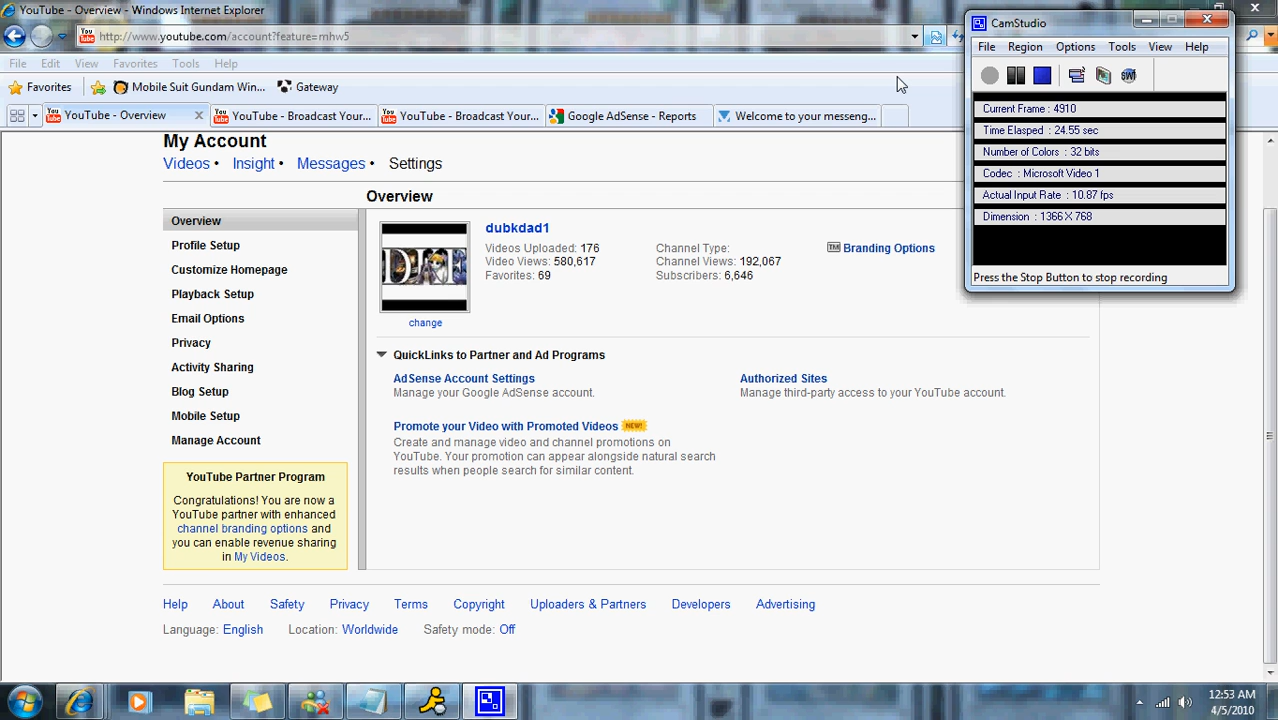 YouTube - Overview - Windows Internet Explorer
http://www.youtube.com/account?feature=mhw5
File Edit View Favorites Tools Help
Favorites Mobile Suit Gundam Win... Gateway
YouTube - Overview YouTube - Broadcast Your... YouTube - Broadcast Your... Google AdSense - Reports Welcome to your messeng...
CamStudio
File Region Options Tools View Help
Current Frame : 4910
Time Elasped : 24.55 sec
Number of Colors : 32 bits
Codec : Microsoft Video 1
Actual Input Rate : 10.87 fps
Dimension : 1366 X 768
Press the Stop Button to stop recording
My Account
Videos Insight Messages Settings
Overview
Overview
Profile Setup
Customize Homepage
Playback Setup
Email Options
Privacy
Activity Sharing
Blog Setup
Mobile Setup
Manage Account
YouTube Partner Program
Congratulations! You are now a
YouTube partner with enhanced
channel branding options and
you can enable revenue sharing
in My Videos.
dubkdad1
Videos Uploaded: 176
Video Views: 580,617
Favorites: 69
Channel Type:
Channel Views: 192,067
Subscribers: 6,646
TM Branding Options
change
QuickLinks to Partner and Ad Programs
AdSense Account Settings
Manage your Google AdSense account.
Authorized Sites
Manage third-party access to your YouTube account.
Promote your Video with Promoted Videos NEW!
Create and manage video and channel promotions on
YouTube. Your promotion can appear alongside natural search
results when people search for similar content.
Help About Safety Privacy Terms Copyright Uploaders & Partners Developers Advertising
Language: English Location: Worldwide Safety mode: Off
12:53 AM
4/5/2010